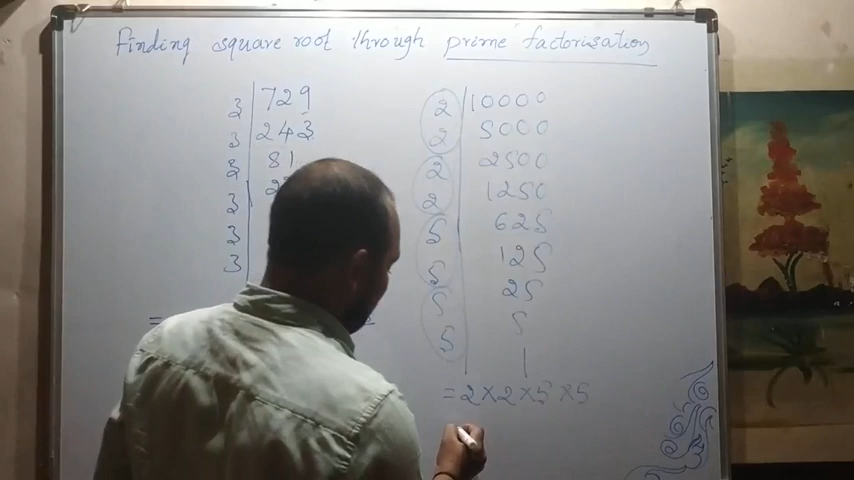 Finding square root through prime factorisation
3 | 729
3 | 243
3 | 81
3 | 2
3
3
=
2 | 10000
2 | 5000
2 | 2500
2 | 1250
5 | 625
5 | 125
5 | 25
5 | 5
1
= 2 × 2 × 5 × 5